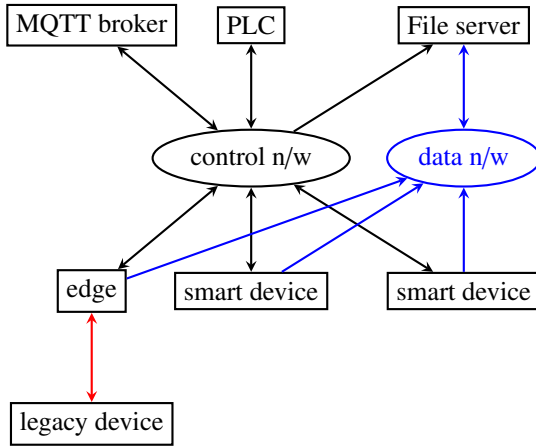 MQTT broker
PLC
File server
control n/w
data n/w
edge
smart device
smart device
legacy device